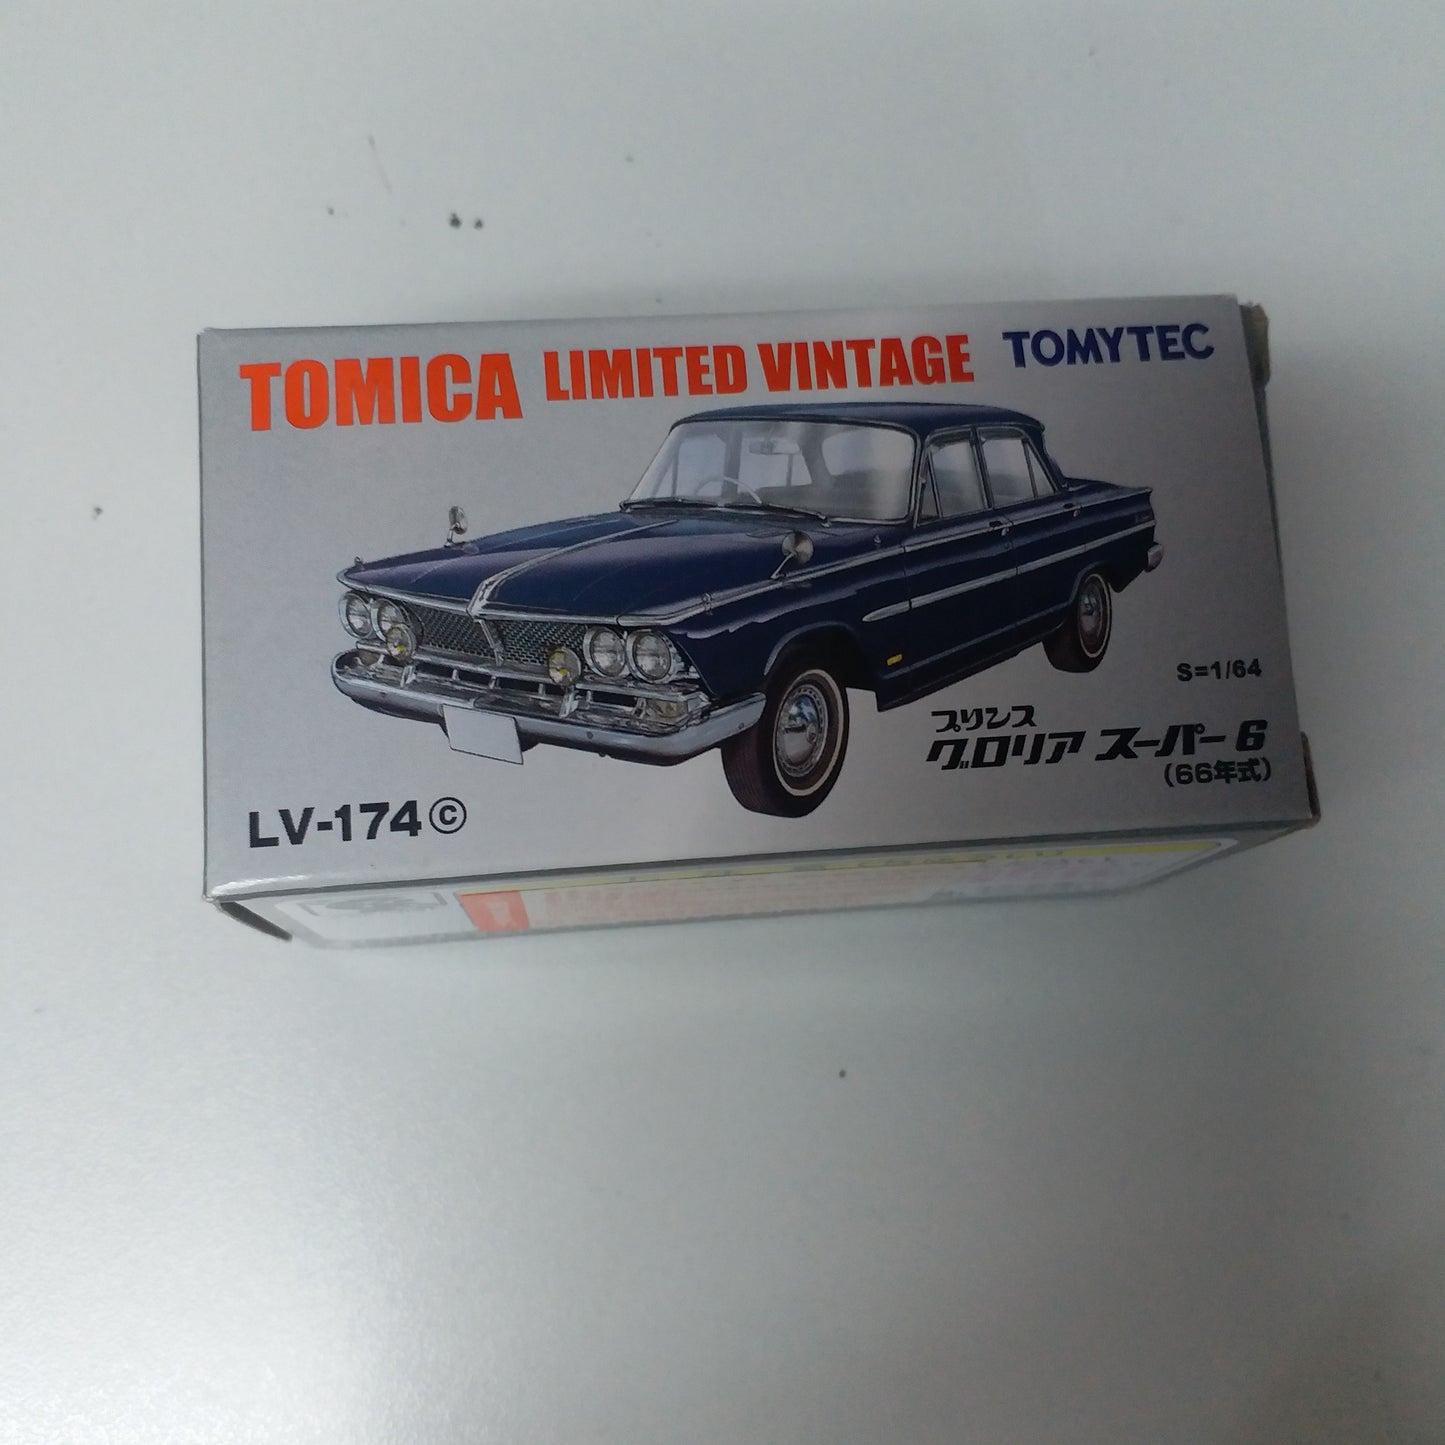 TOMICA LIMITED VINTAGE TOMYTEC
S=1/64
プリンス
グロリア スーパー 6
(66年式)
LV-174ⓒ